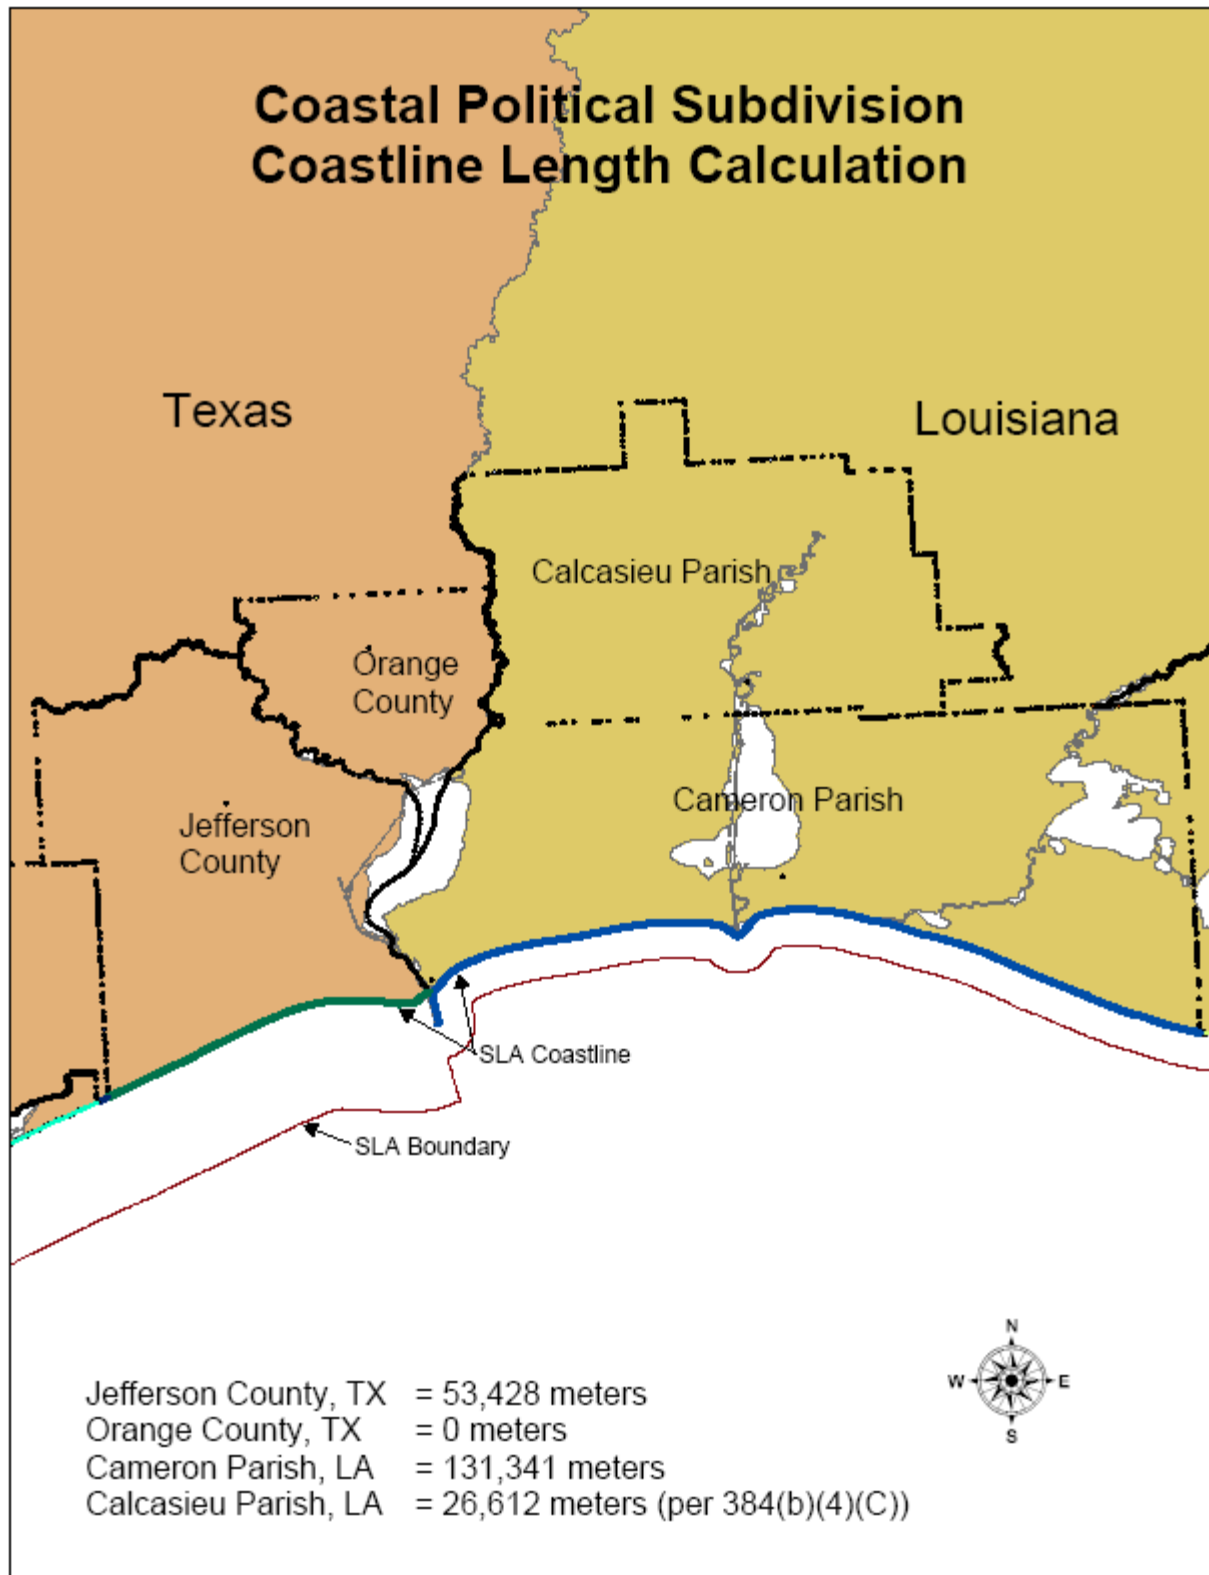 Coastal Political Subdivision
Coastline Length Calculation
Texas
Louisiana
Calcasieu Parish
Orange
County
Cameron Parish
Jefferson
County
SLA Coastline
SLA Boundary
N
W E
S
Jefferson County, TX = 53,428 meters
Orange County, TX = 0 meters
Cameron Parish, LA = 131,341 meters
Calcasieu Parish, LA = 26,612 meters (per 384(b)(4)(C))